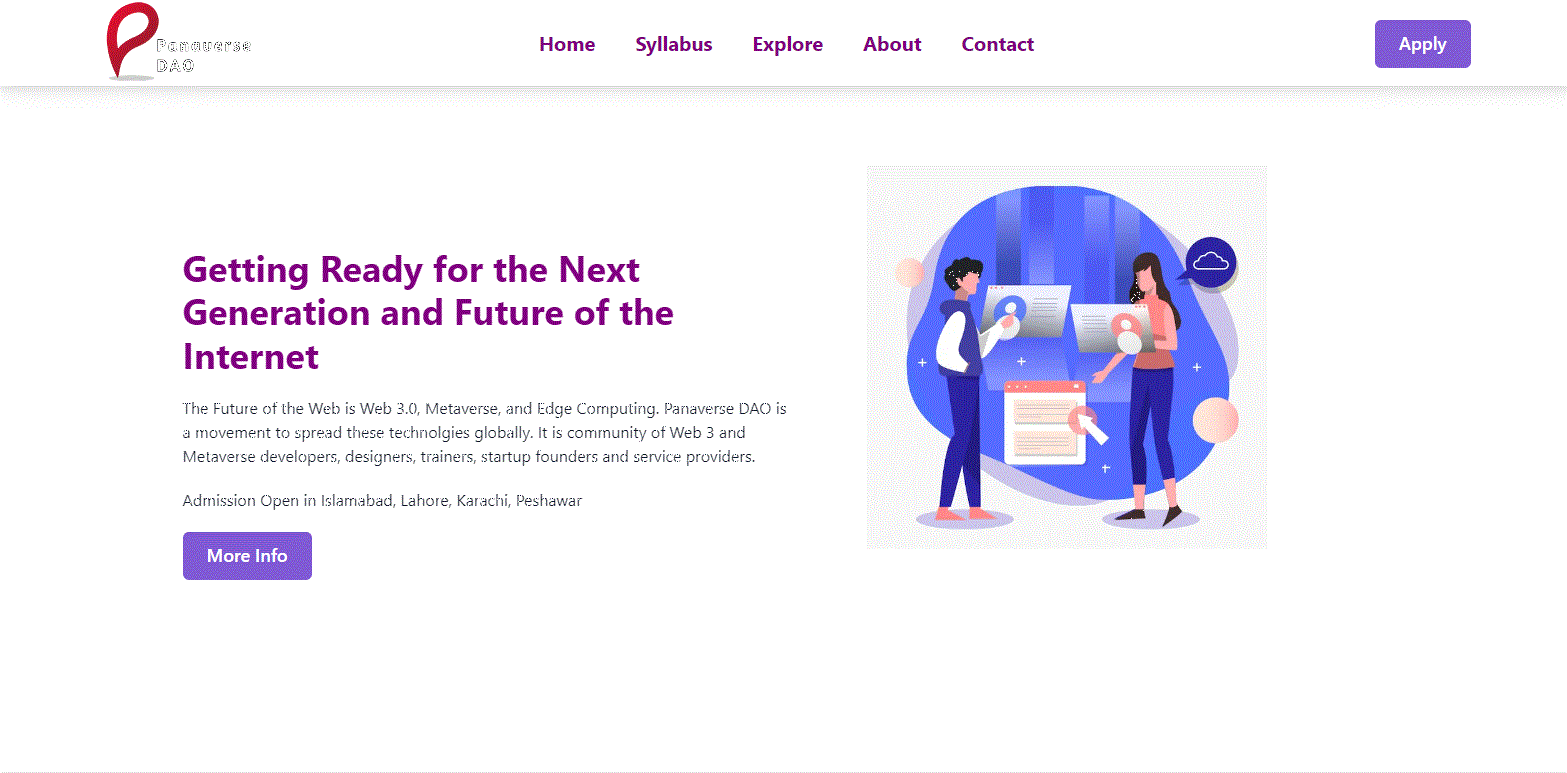 Panaverse
DAO
Home Syllabus Explore About Contact
Apply
Getting Ready for the Next
Generation and Future of the
Internet
The Future of the Web is Web 3.0, Metaverse, and Edge Computing. Panaverse DAO is
a movement to spread these technolgies globally. It is community of Web 3 and
Metaverse developers, designers, trainers, startup founders and service providers.
Admission Open in Islamabad, Lahore, Karachi, Peshawar
More Info